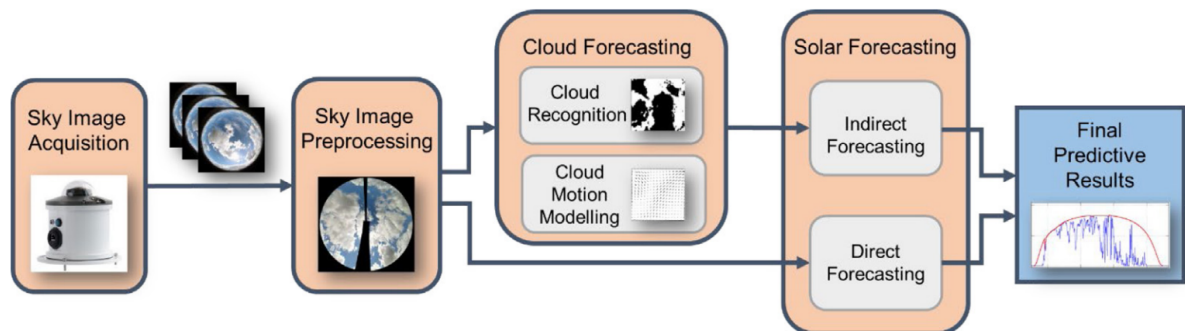 Sky Image
Acquisition
Sky Image
Preprocessing
Cloud Forecasting
Cloud
Recognition
Cloud
Motion
Modelling
Solar Forecasting
Indirect
Forecasting
Direct
Forecasting
Final
Predictive
Results